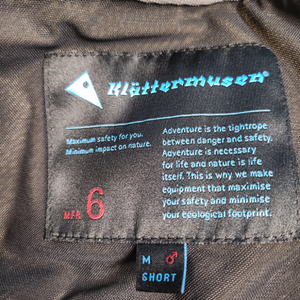 Klättermusen®
Maximum safety for you.
Minimum impact on nature.
Adventure is the tightrope
between danger and safety.
Adventure is necessary
for life and nature is life
itself. This is why we make
equipment that maximise
your safety and minimise
your ecological footprint.
MFR 6
M ♂
SHORT